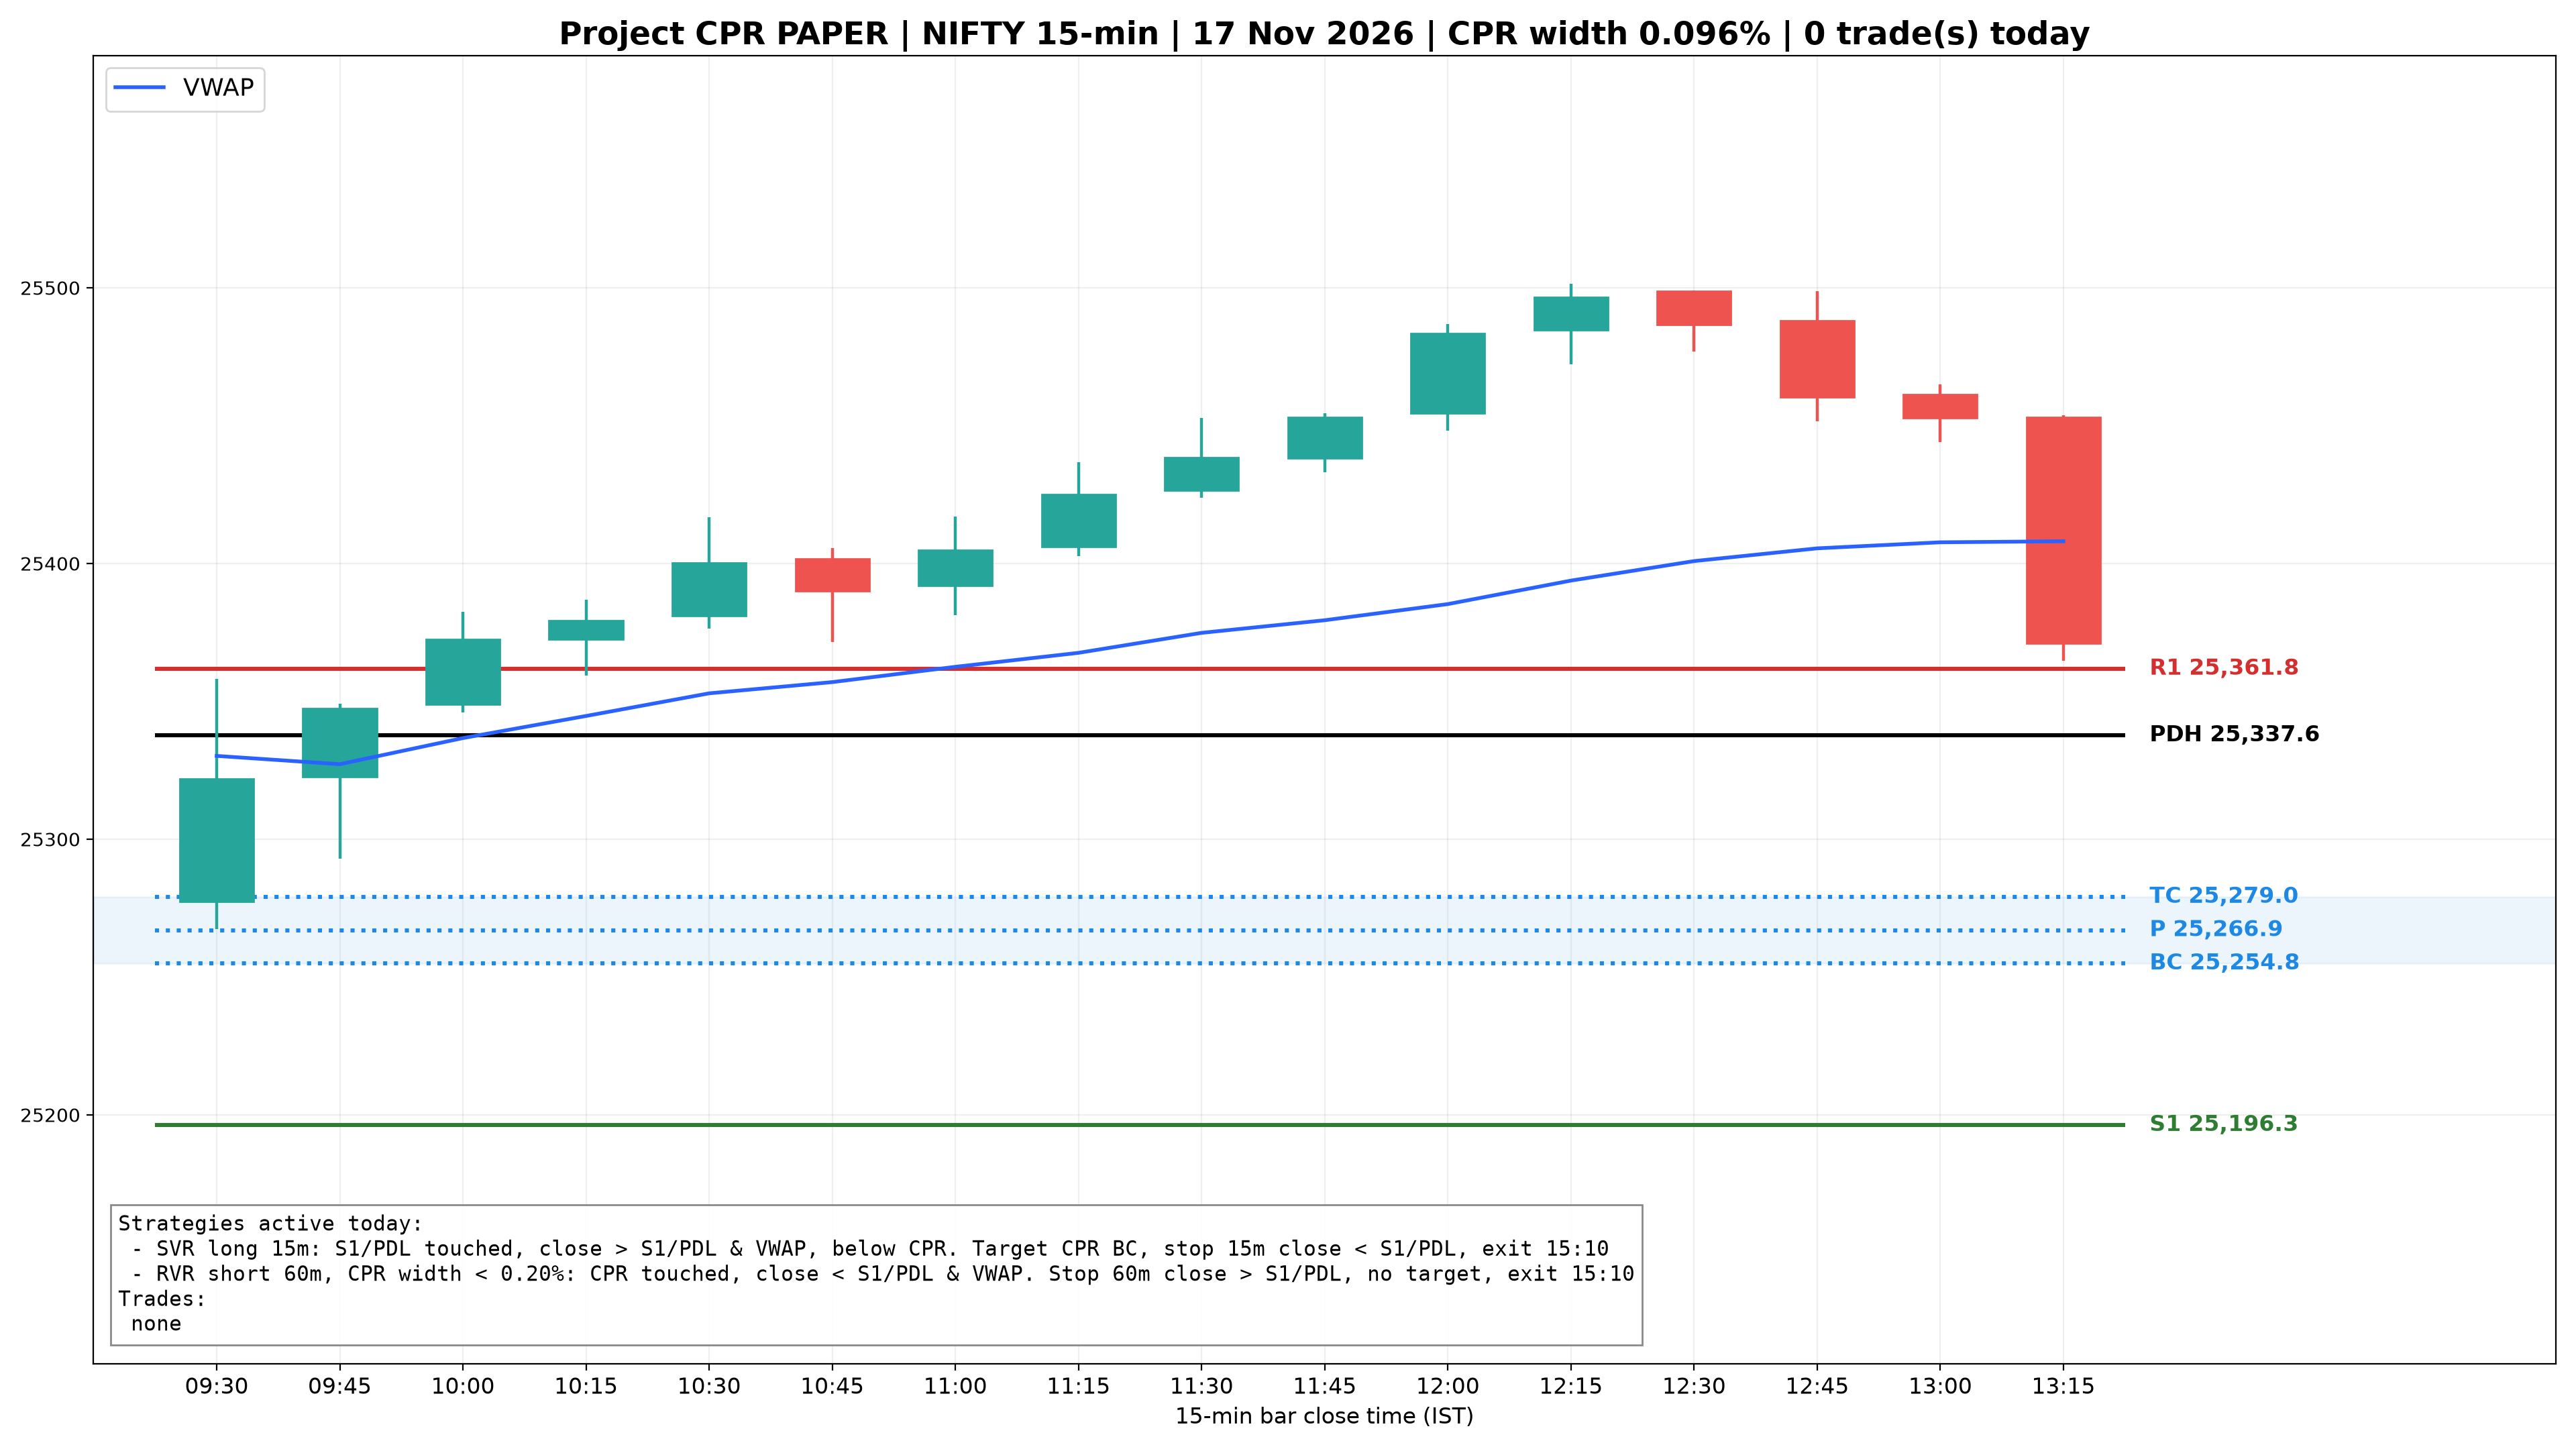 Project CPR PAPER | NIFTY 15-min | 17 Nov 2026 | CPR width 0.096% | 0 trade(s) today
VWAP
25500
25400
25300
25200
R1 25,361.8
PDH 25,337.6
TC 25,279.0
P 25,266.9
BC 25,254.8
S1 25,196.3
Strategies active today:
- SVR long 15m: S1/PDL touched, close > S1/PDL & VWAP, below CPR. Target CPR BC, stop 15m close < S1/PDL, exit 15:10
- RVR short 60m, CPR width < 0.20%: CPR touched, close < S1/PDL & VWAP. Stop 60m close > S1/PDL, no target, exit 15:10
Trades:
none
09:30 09:45 10:00 10:15 10:30 10:45 11:00 11:15 11:30 11:45 12:00 12:15 12:30 12:45 13:00 13:15
15-min bar close time (IST)